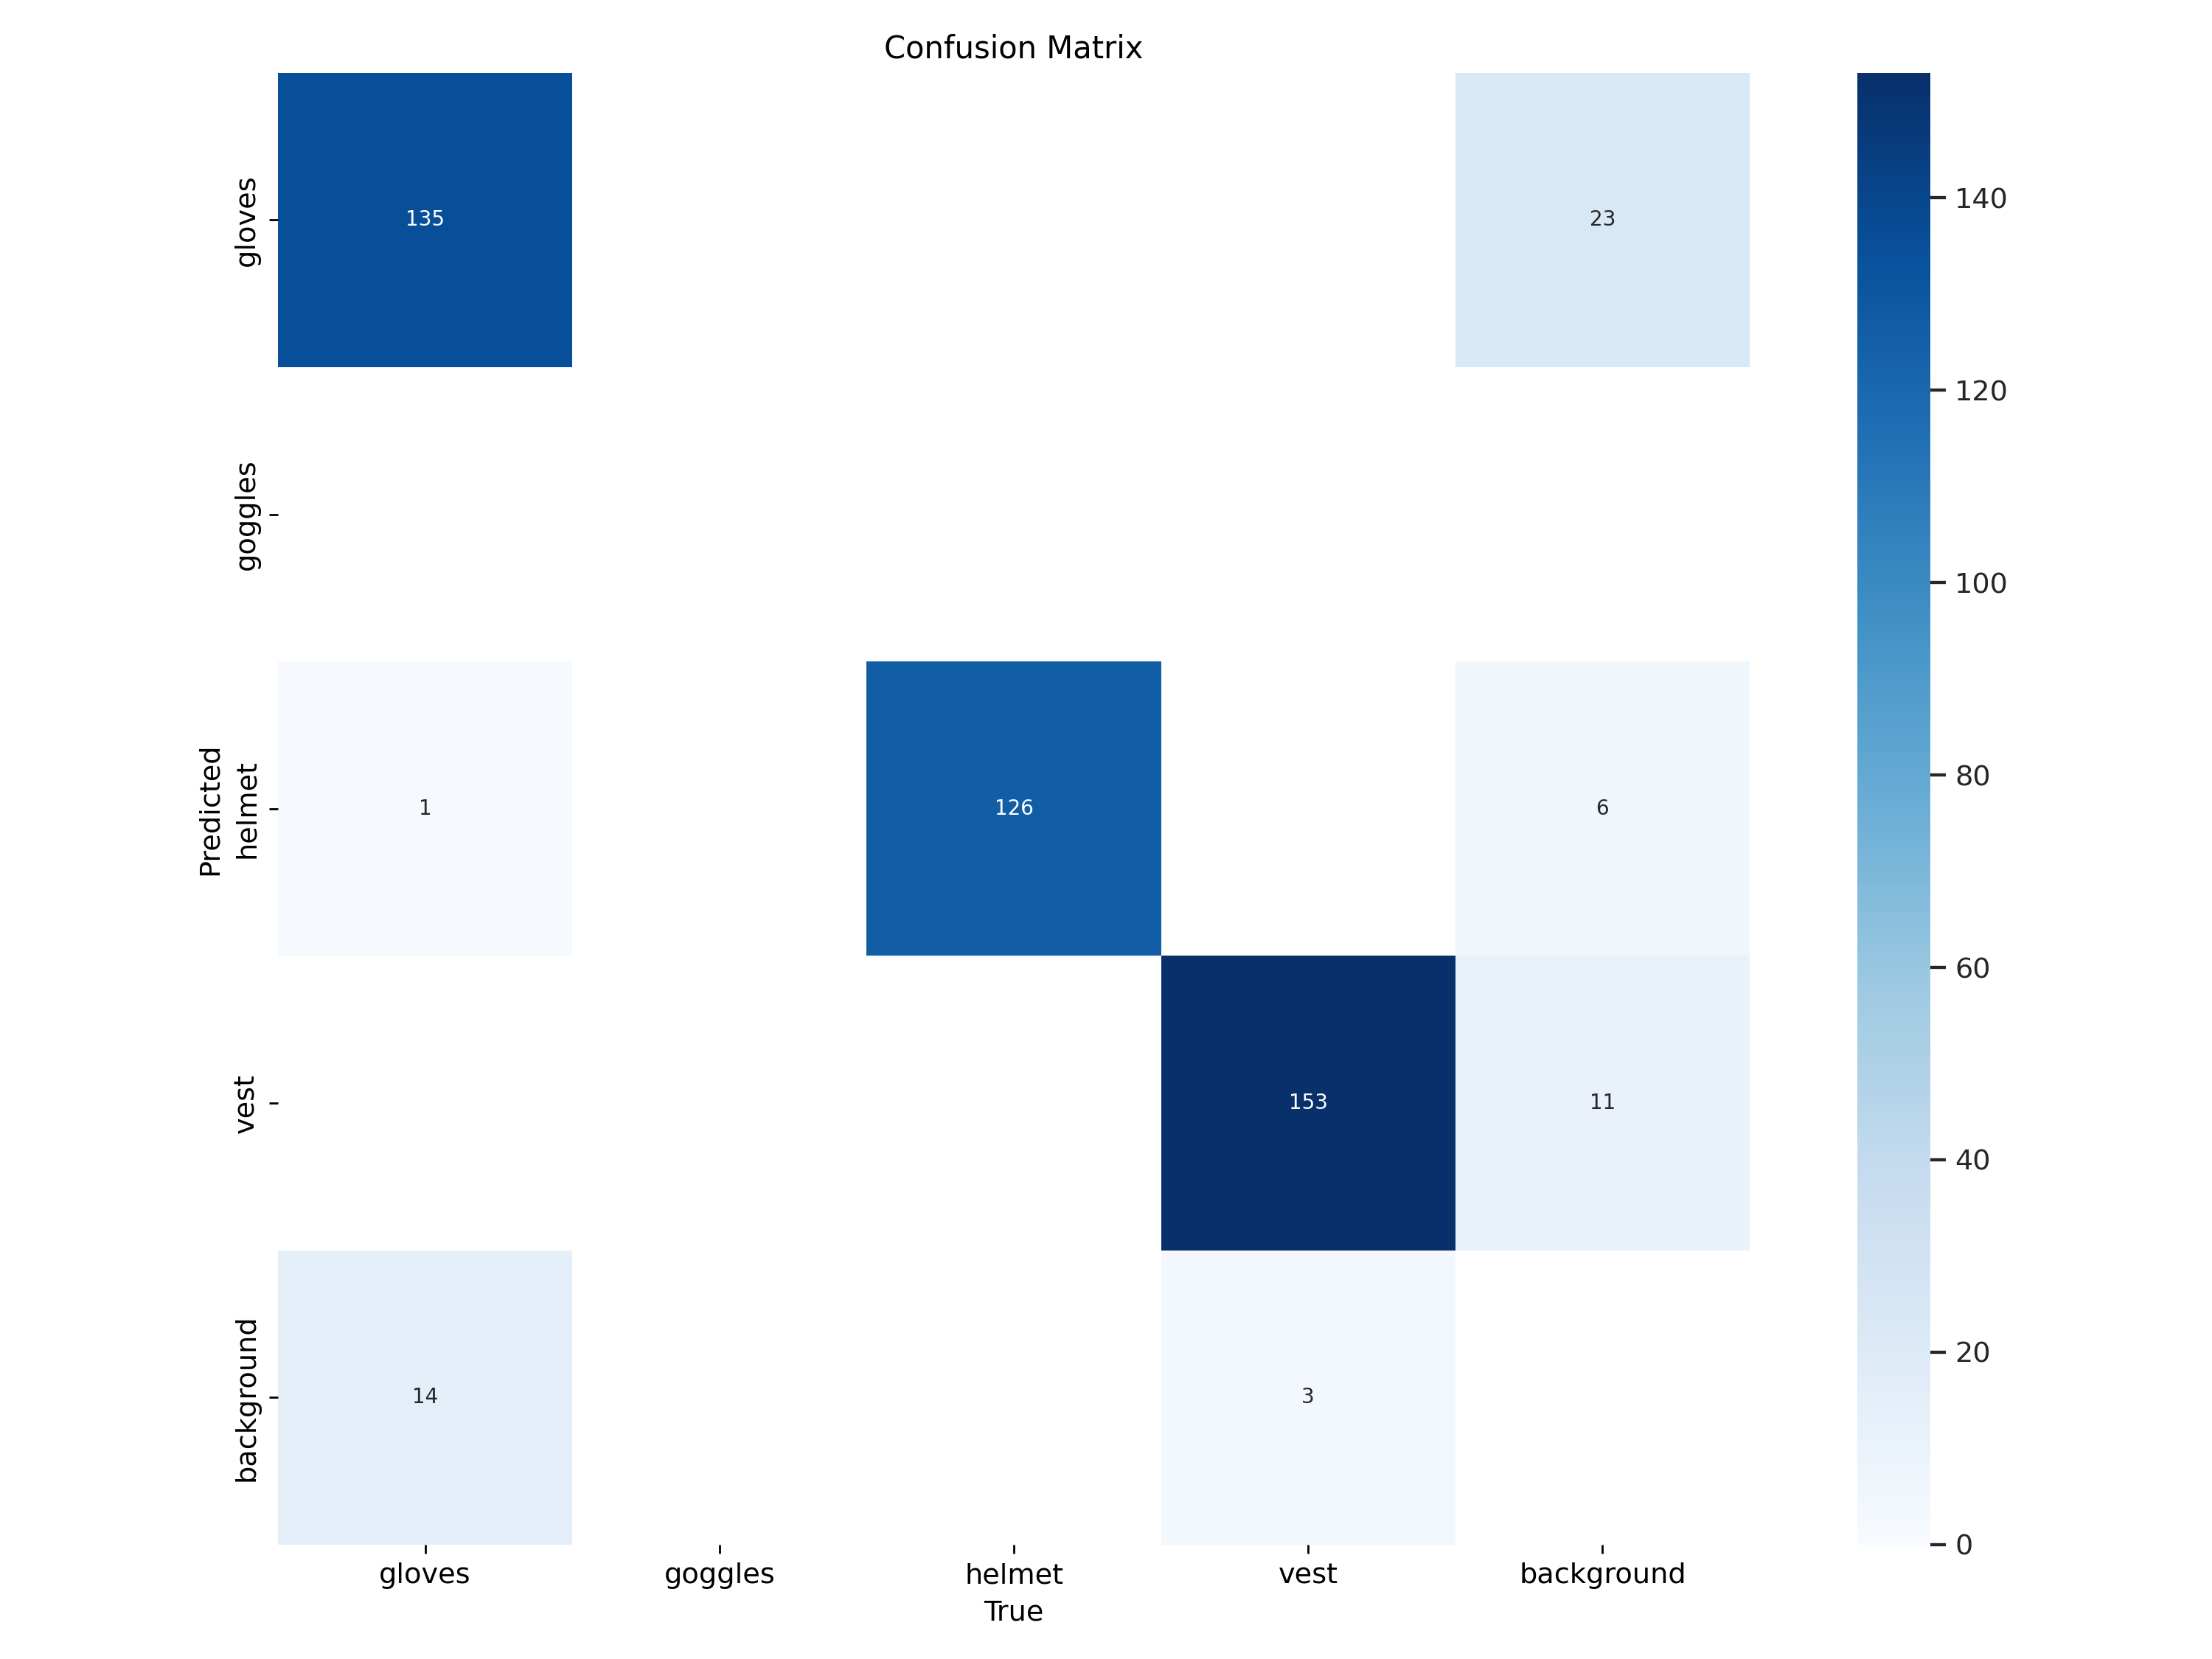 Confusion Matrix
gloves
135
23
goggles
Predicted
helmet
1
126
6
vest
153
11
background
14
3
gloves goggles helmet vest background
True
140
120
100
80
60
40
20
0